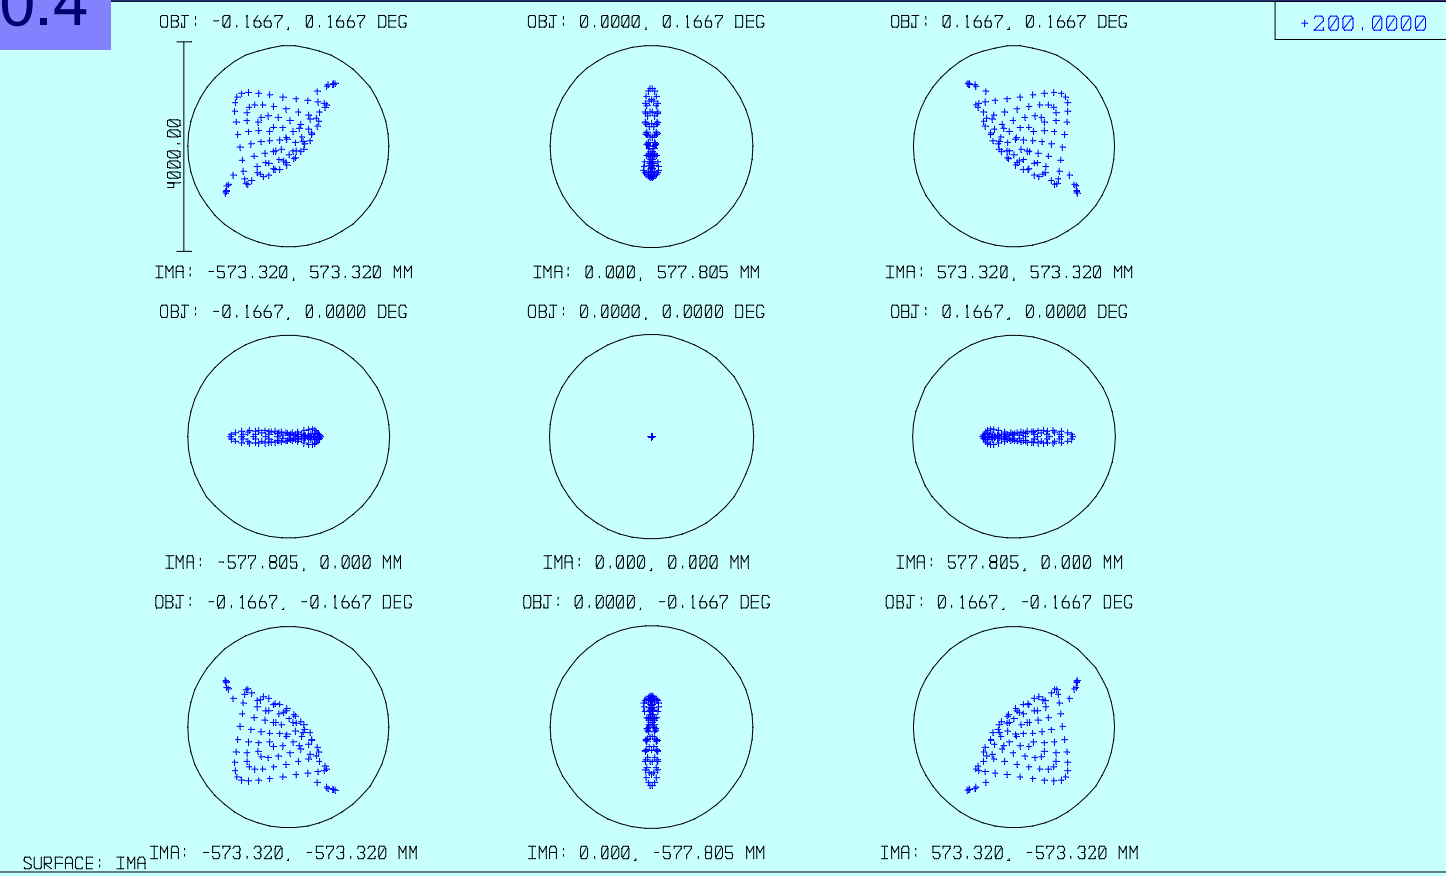 0.4
OBJ: -0.1667, 0.1667 DEG
OBJ: 0.0000, 0.1667 DEG
OBJ: 0.1667, 0.1667 DEG
+200.0000
4000.00
IMA: -573.320, 573.320 MM
IMA: 0.000, 577.805 MM
IMA: 573.320, 573.320 MM
OBJ: -0.1667, 0.0000 DEG
OBJ: 0.0000, 0.0000 DEG
OBJ: 0.1667, 0.0000 DEG
IMA: -577.805, 0.000 MM
IMA: 0.000, 0.000 MM
IMA: 577.805, 0.000 MM
OBJ: -0.1667, -0.1667 DEG
OBJ: 0.0000, -0.1667 DEG
OBJ: 0.1667, -0.1667 DEG
IMA: -573.320, -573.320 MM
IMA: 0.000, -577.805 MM
IMA: 573.320, -573.320 MM
SURFACE: IMA